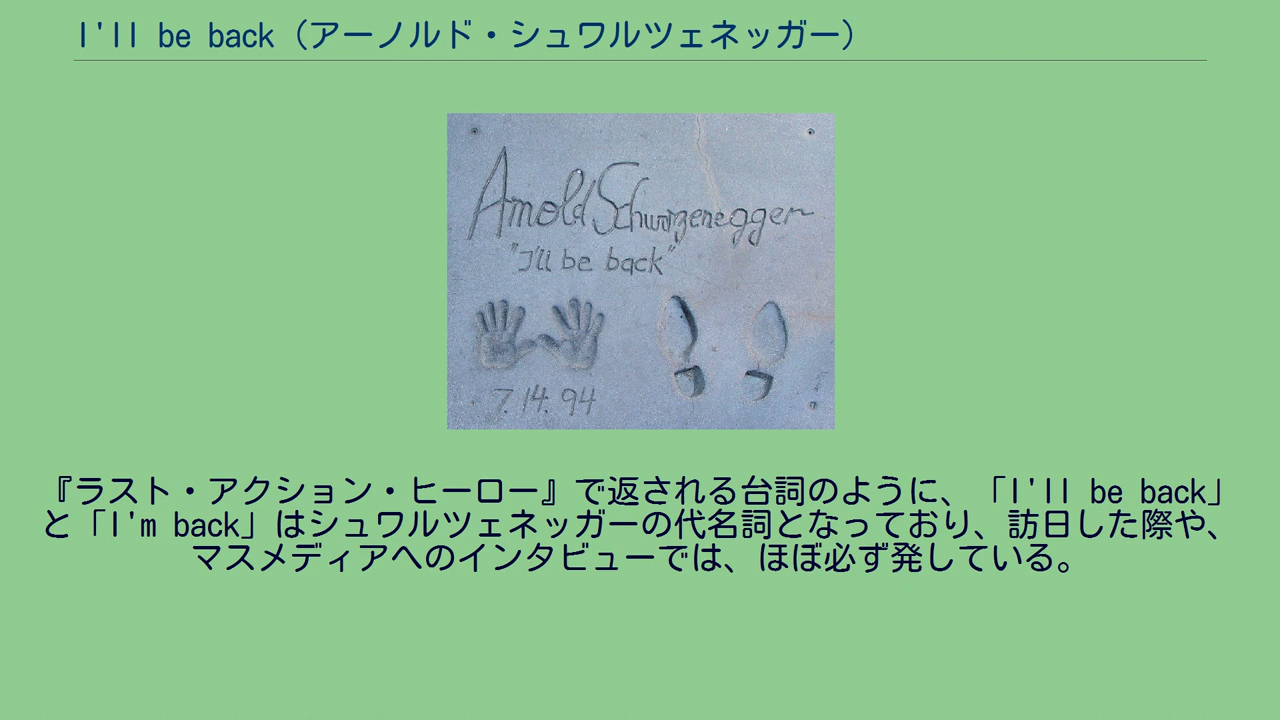 I'll be back（アーノルド・シュワルツェネッガー）
Arnold Schwarzenegger
"I'll be back"
7.14.94
『ラスト・アクション・ヒーロー』で返される台詞のように、「I'll be back」
と「I'm back」はシュワルツェネッガーの代名詞となっており、訪日した際や、
マスメディアへのインタビューでは、ほぼ必ず発している。